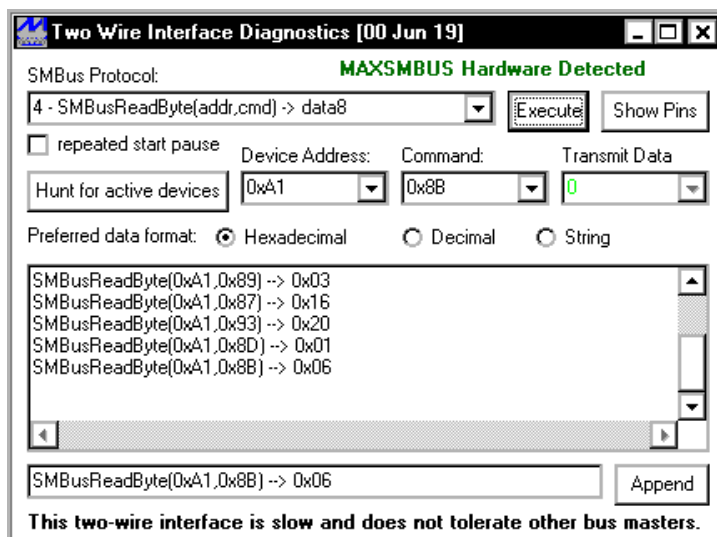 Two Wire Interface Diagnostics [00 Jun 19]
SMBus Protocol:
MAXSMBUS Hardware Detected
4 - SMBusReadByte(addr,cmd) -> data8
Execute
Show Pins
repeated start pause
Device Address:
Command:
Transmit Data
Hunt for active devices
0xA1
0x8B
0
Preferred data format:
Hexadecimal
Decimal
String
SMBusReadByte(0xA1,0x89) --> 0x03
SMBusReadByte(0xA1,0x87) --> 0x16
SMBusReadByte(0xA1,0x93) --> 0x20
SMBusReadByte(0xA1,0x8D) --> 0x01
SMBusReadByte(0xA1,0x8B) --> 0x06
SMBusReadByte(0xA1,0x8B) --> 0x06
Append
This two-wire interface is slow and does not tolerate other bus masters.